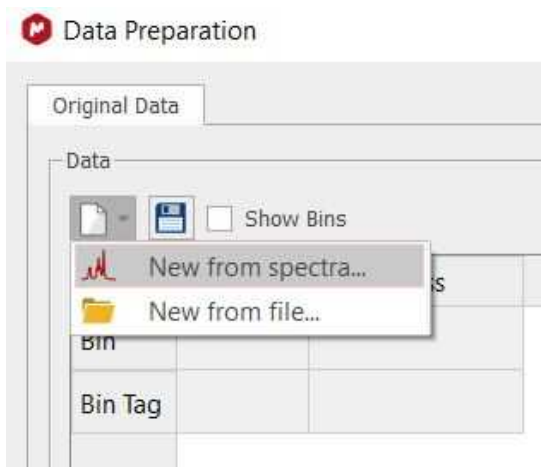 Data Preparation
Original Data
Data
Show Bins
New from spectra...
New from file...
Bin
Bin Tag